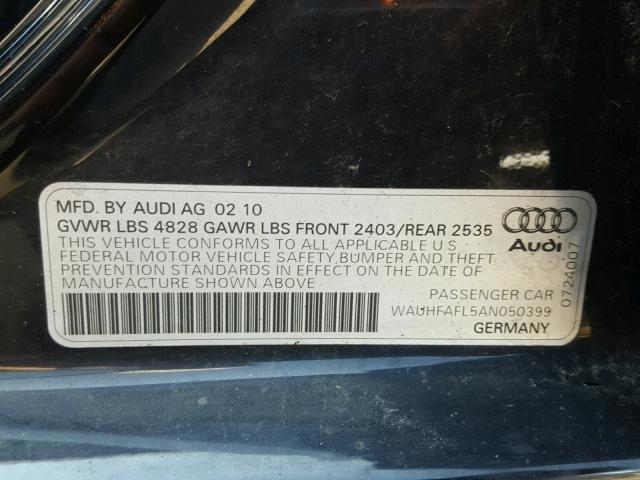 MFD. BY AUDI AG 02 10
GVWR LBS 4828 GAWR LBS FRONT 2403/REAR 2535
THIS VEHICLE CONFORMS TO ALL APPLICABLE U.S
FEDERAL MOTOR VEHICLE SAFETY,BUMPER AND THEFT
PREVENTION STANDARDS IN EFFECT ON THE DATE OF
MANUFACTURE SHOWN ABOVE
PASSENGER CAR
WAUHFAFL5AN050399
GERMANY
Audi
0724007